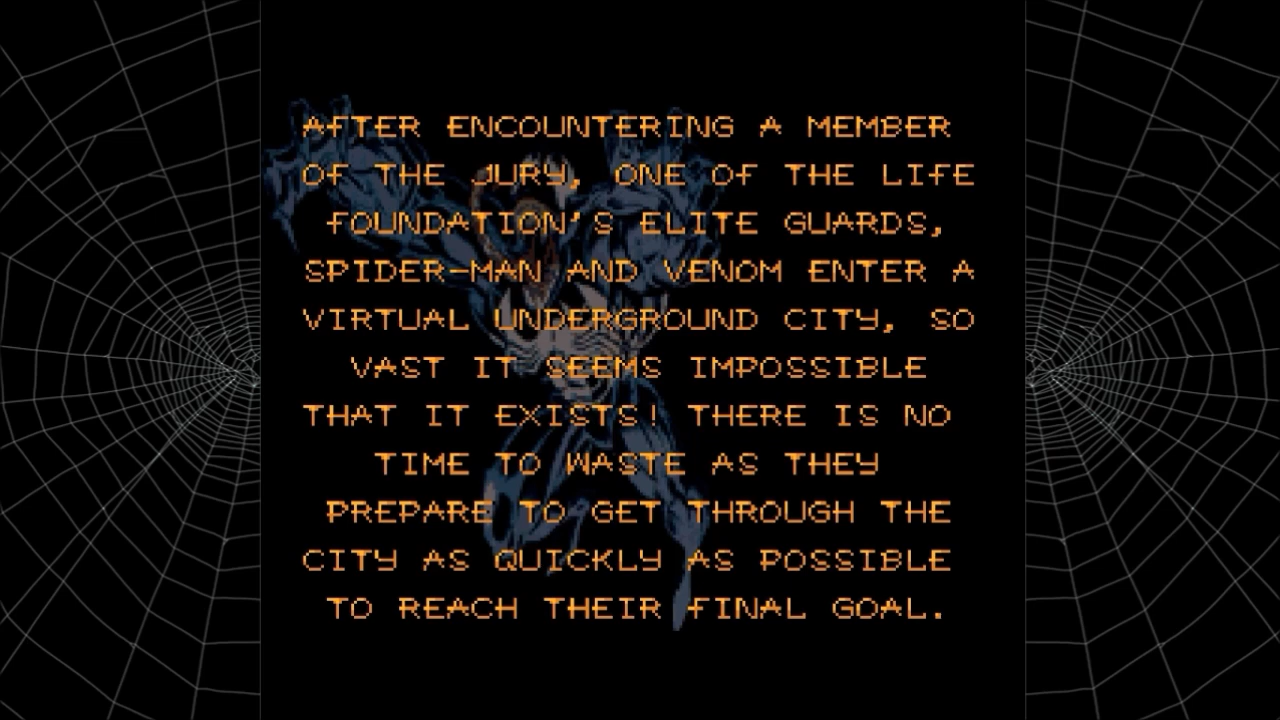 AFTER ENCOUNTERING A MEMBER
OF THE JURY, ONE OF THE LIFE
FOUNDATION'S ELITE GUARDS,
SPIDER-MAN AND VENOM ENTER A
VIRTUAL UNDERGROUND CITY, SO
VAST IT SEEMS IMPOSSIBLE
THAT IT EXISTS! THERE IS NO
TIME TO WASTE AS THEY
PREPARE TO GET THROUGH THE
CITY AS QUICKLY AS POSSIBLE
TO REACH THEIR FINAL GOAL.